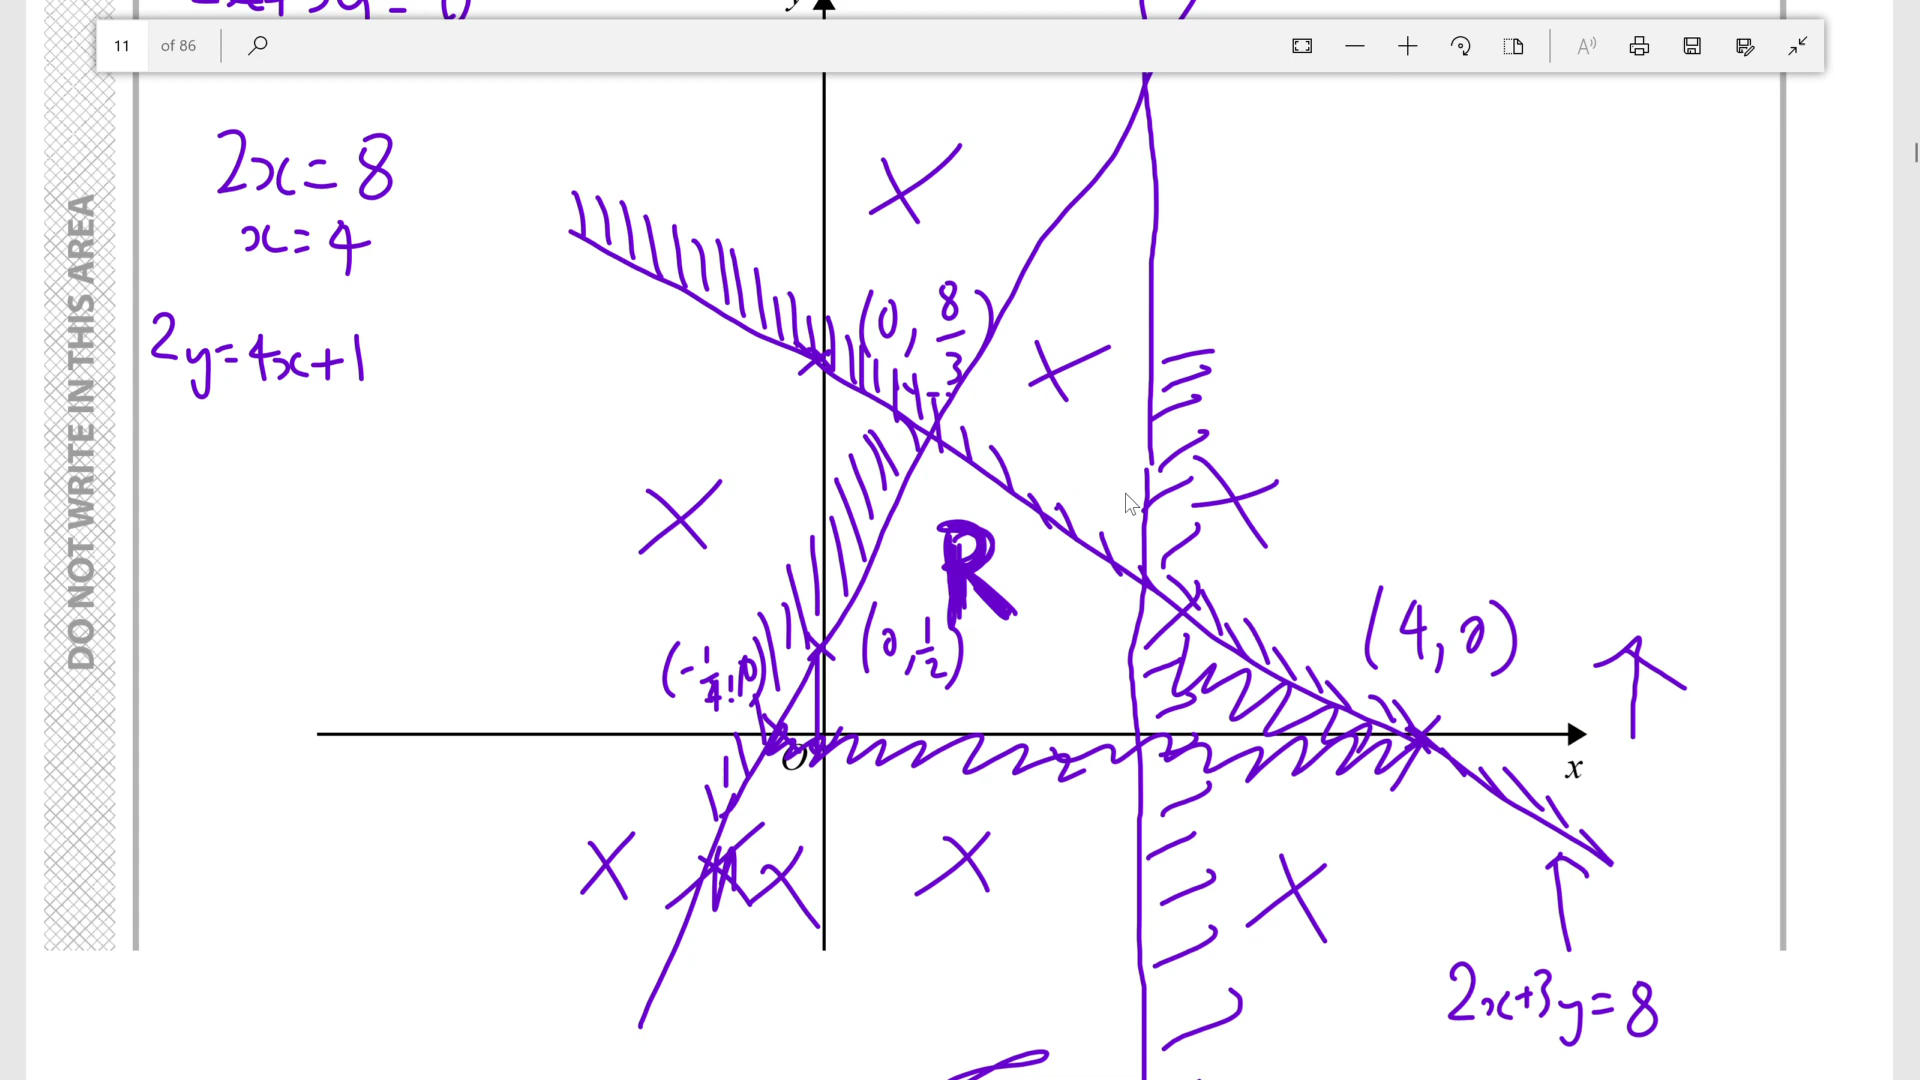 y
11 of 86
2x = 8
x = 4
2y = 4x + 1
(0, 8/3)
R
(0, 1/2)
(-1/4, 0)
(4, 0)
O
x
2x + 3y = 8
DO NOT WRITE IN THIS AREA